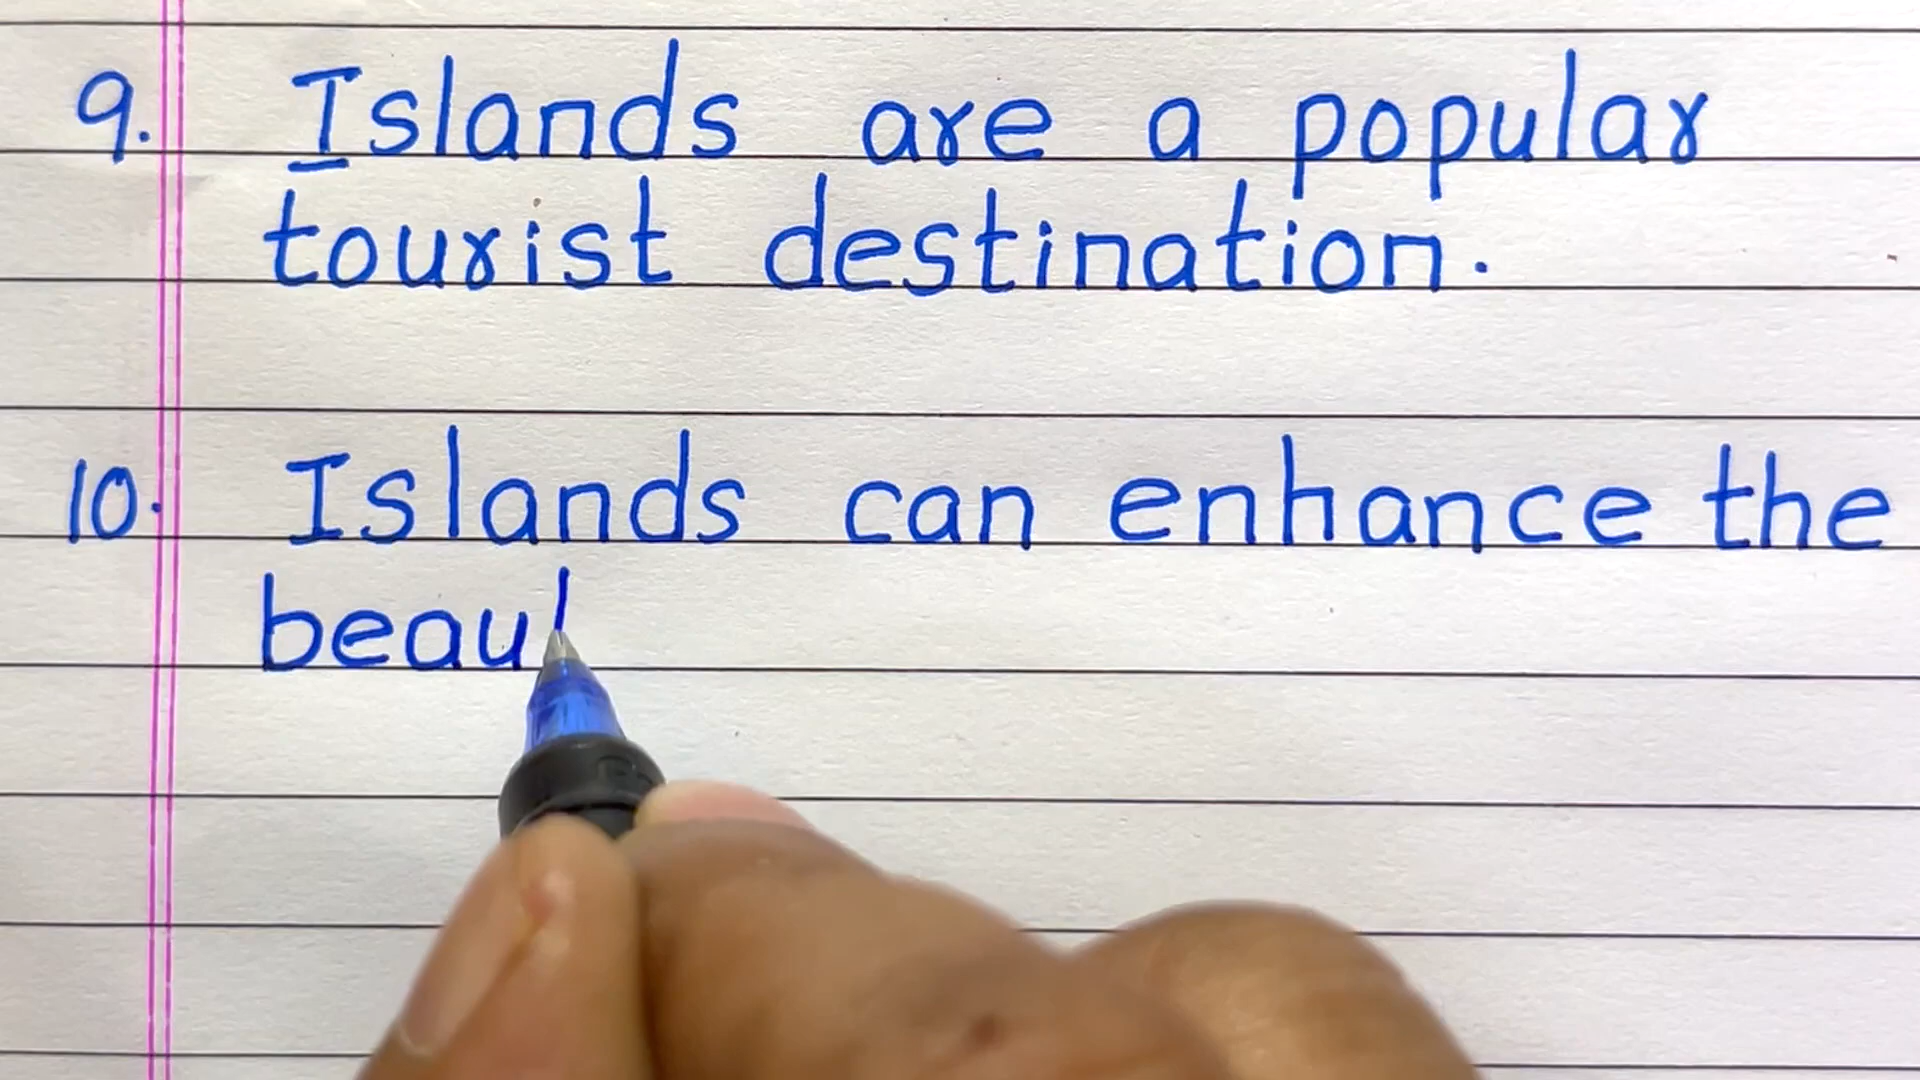 9. Islands are a popular
tourist destination.
10. Islands can enhance the
beau